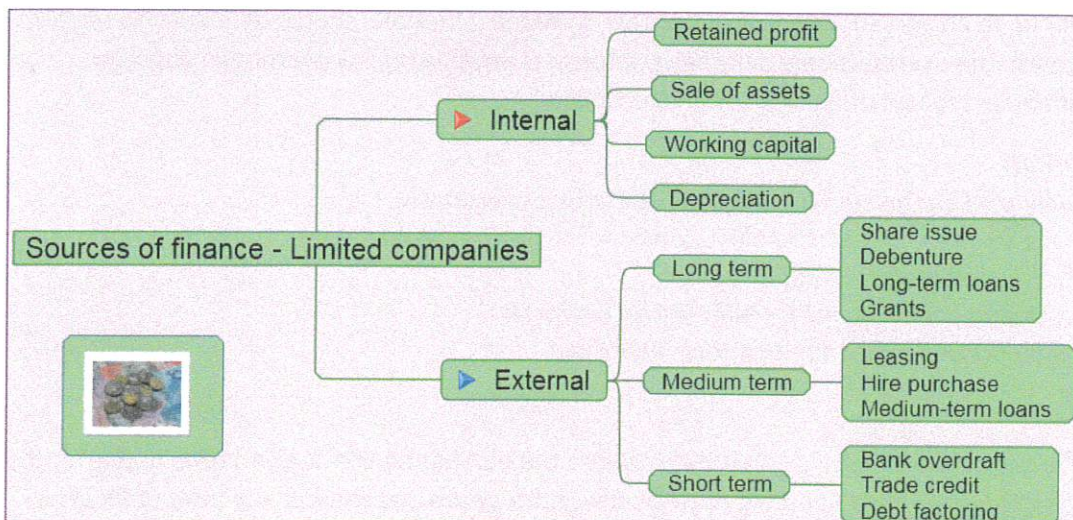 Retained profit
Sale of assets
Internal
Working capital
Depreciation
Sources of finance - Limited companies
Share issue
Debenture
Long term
Long-term loans
Grants
External
Medium term
Leasing
Hire purchase
Medium-term loans
Short term
Bank overdraft
Trade credit
Debt factoring